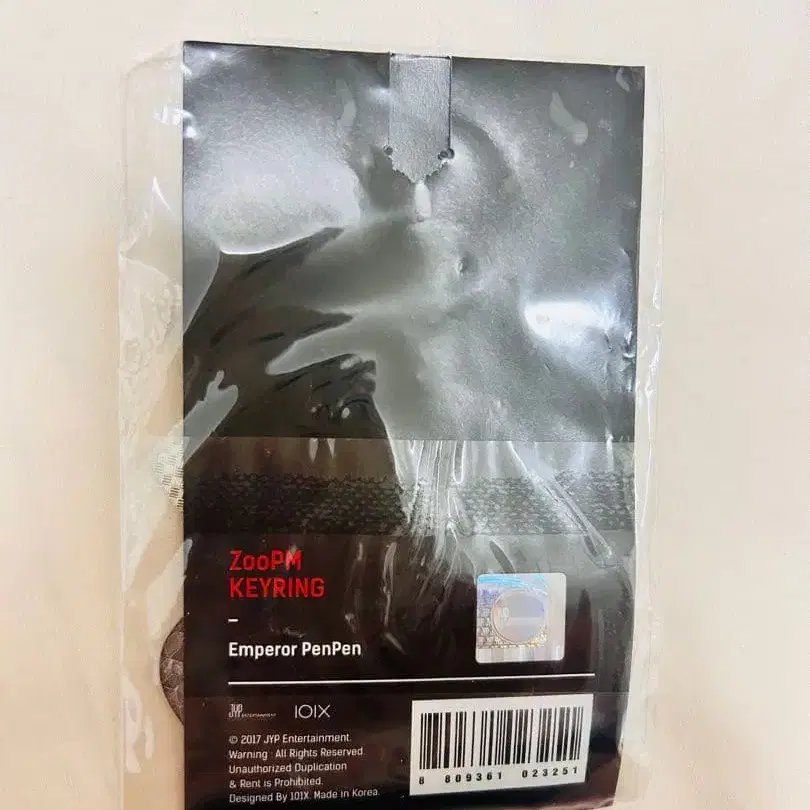 ZooPM
KEYRING
Emperor PenPen
JYP ENTERTAINMENT IOIX
© 2017 JYP Entertainment.
Warning : All Rights Reserved.
Unauthorized Duplication
& Rent is Prohibited.
Designed By 101X. Made in Korea.
8 809361 023251